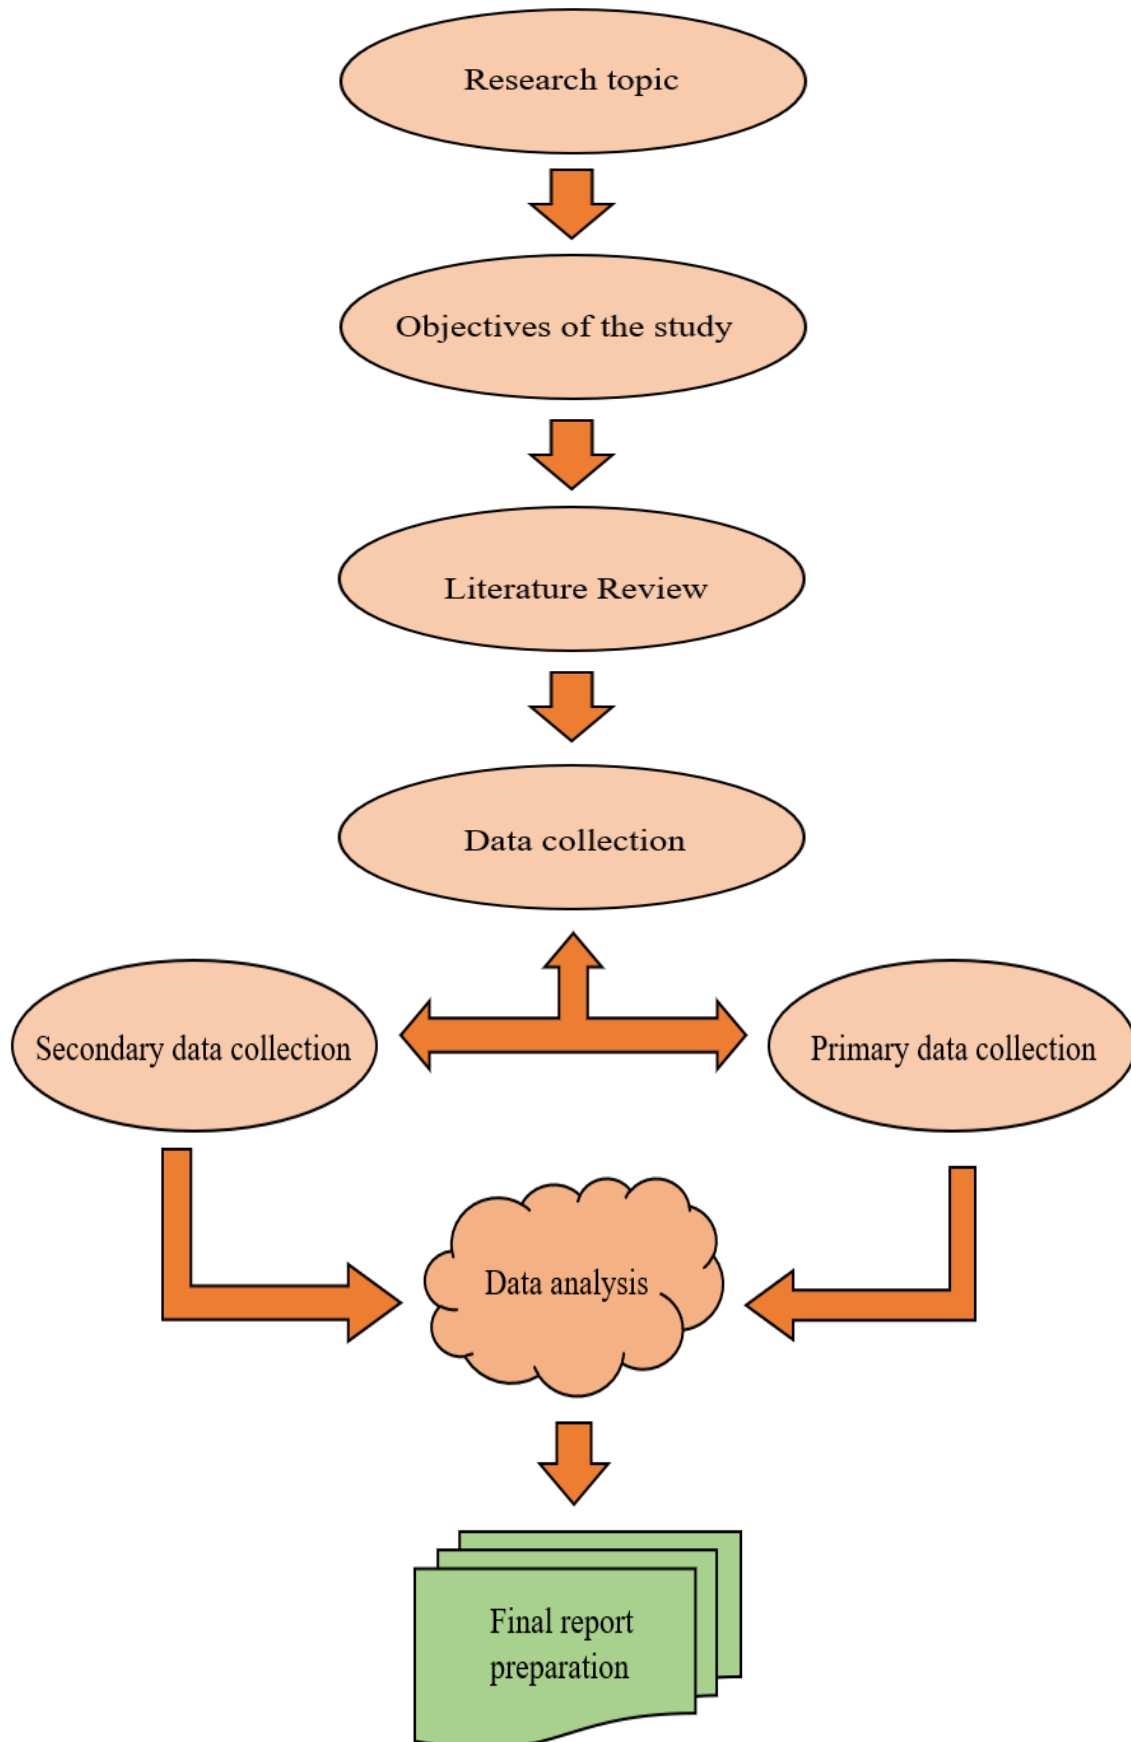 Research topic
Objectives of the study
Literature Review
Data collection
Secondary data collection
Primary data collection
Data analysis
Final report
preparation